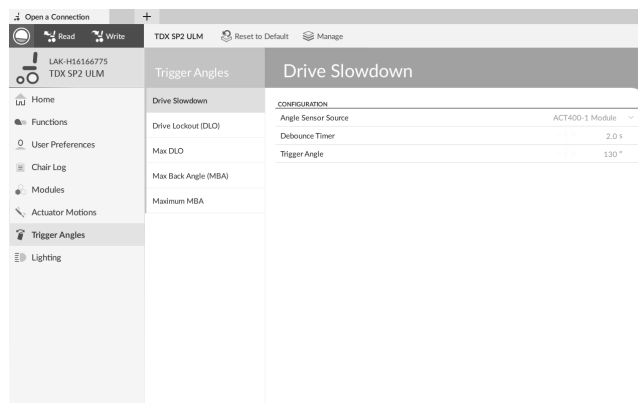 Open a Connection
Read Write TDX SP2 ULM Reset to Default Manage
LAK-H16166775
TDX SP2 ULM
Home
Functions
User Preferences
Chair Log
Modules
Actuator Motions
Trigger Angles
Lighting
Trigger Angles
Drive Slowdown
Drive Lockout (DLO)
Max DLO
Max Back Angle (MBA)
Maximum MBA
Drive Slowdown
CONFIGURATION
Angle Sensor Source ACT400-1 Module
Debounce Timer 2.0 s
Trigger Angle 130 °